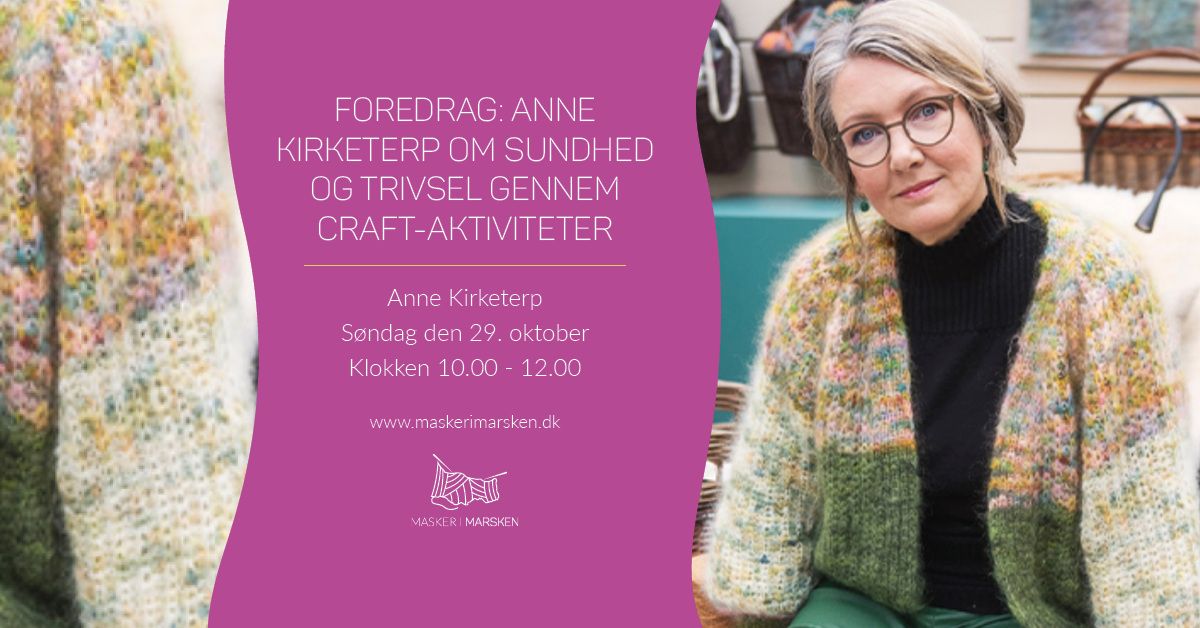 FOREDRAG: ANNE
KIRKETERP OM SUNDHED
OG TRIVSEL GENNEM
CRAFT-AKTIVITETER
Anne Kirketerp
Søndag den 29. oktober
Klokken 10.00 - 12.00
www.maskerimarsken.dk
MASKER I MARSKEN